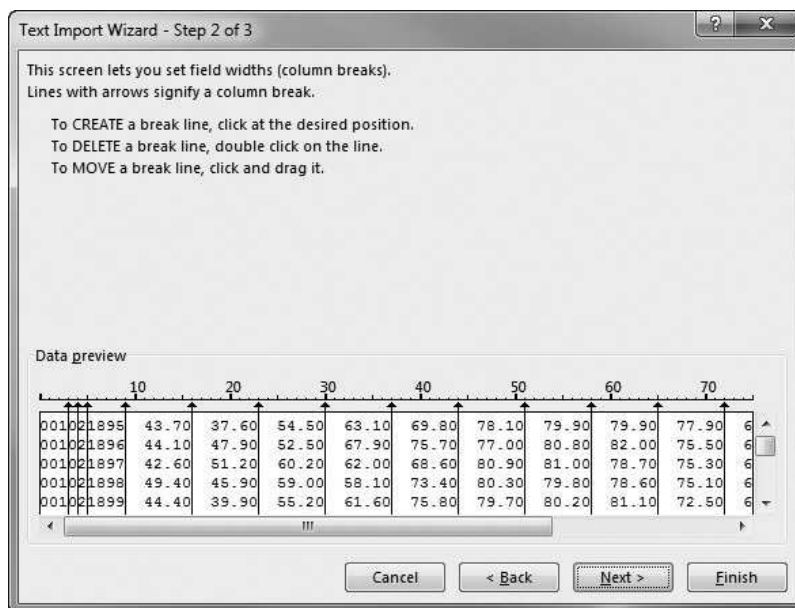 Text Import Wizard - Step 2 of 3
This screen lets you set field widths (column breaks).
Lines with arrows signify a column break.
To CREATE a break line, click at the desired position.
To DELETE a break line, double click on the line.
To MOVE a break line, click and drag it.
Data preview
10 20 30 40 50 60 70
001021895 43.70 37.60 54.50 63.10 69.80 78.10 79.90 79.90 77.90 6
001021896 44.10 47.90 52.50 67.90 75.70 77.00 80.80 82.00 75.50 6
001021897 42.60 51.20 60.20 62.00 68.60 80.90 81.00 78.70 75.30 6
001021898 49.40 45.90 59.00 58.10 73.40 80.30 79.80 78.60 75.10 6
001021899 44.40 39.90 55.20 61.60 75.80 79.70 80.20 81.10 72.50 6
Cancel < Back Next > Finish